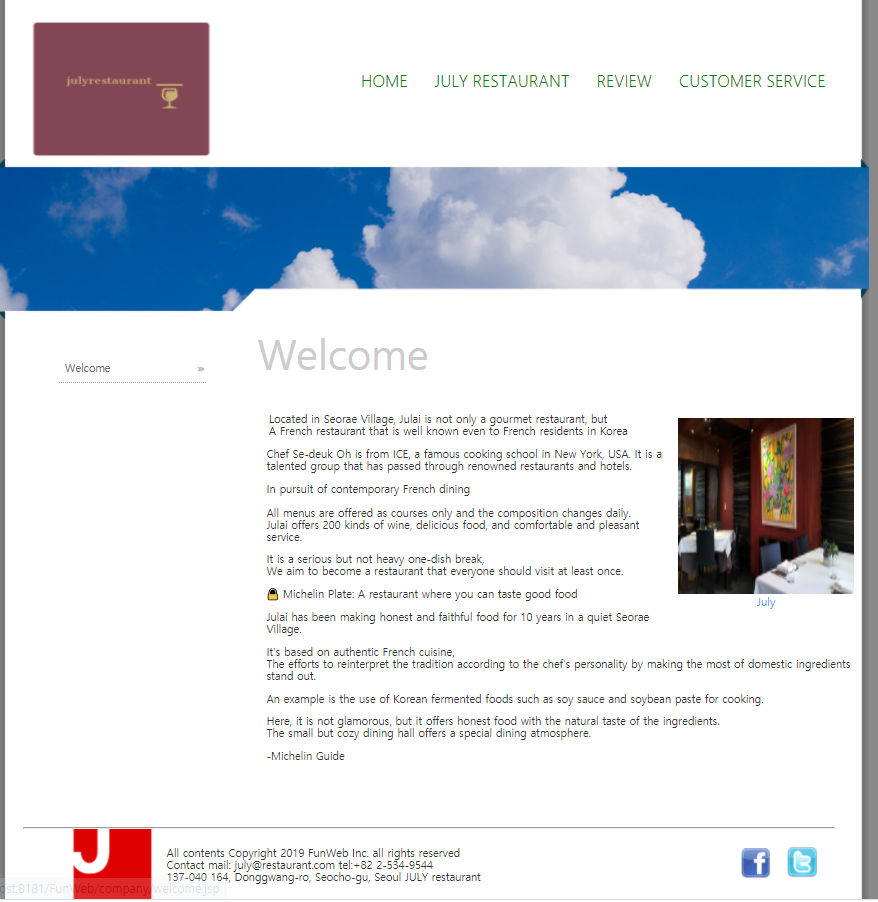 julyrestaurant
HOME JULY RESTAURANT REVIEW CUSTOMER SERVICE
Welcome
Welcome »
Located in Seorae Village, Julai is not only a gourmet restaurant, but
A French restaurant that is well known even to French residents in Korea
Chef Se-deuk Oh is from ICE, a famous cooking school in New York, USA. It is a
talented group that has passed through renowned restaurants and hotels.
In pursuit of contemporary French dining
All menus are offered as courses only and the composition changes daily.
Julai offers 200 kinds of wine, delicious food, and comfortable and pleasant
service.
It is a serious but not heavy one-dish break,
We aim to become a restaurant that everyone should visit at least once.
Michelin Plate: A restaurant where you can taste good food
July
Julai has been making honest and faithful food for 10 years in a quiet Seorae
Village.
It's based on authentic French cuisine,
The efforts to reinterpret the tradition according to the chef's personality by making the most of domestic ingredients
stand out.
An example is the use of Korean fermented foods such as soy sauce and soybean paste for cooking.
Here, it is not glamorous, but it offers honest food with the natural taste of the ingredients.
The small but cozy dining hall offers a special dining atmosphere.
-Michelin Guide
J
All contents Copyright 2019 FunWeb Inc. all rights reserved
Contact mail: july@restaurant.com tel:+82 2-534-9544
137-040 164, Donggwang-ro, Seocho-gu, Seoul JULY restaurant
f t
ost:8181/FunWeb/company/welcome.jsp